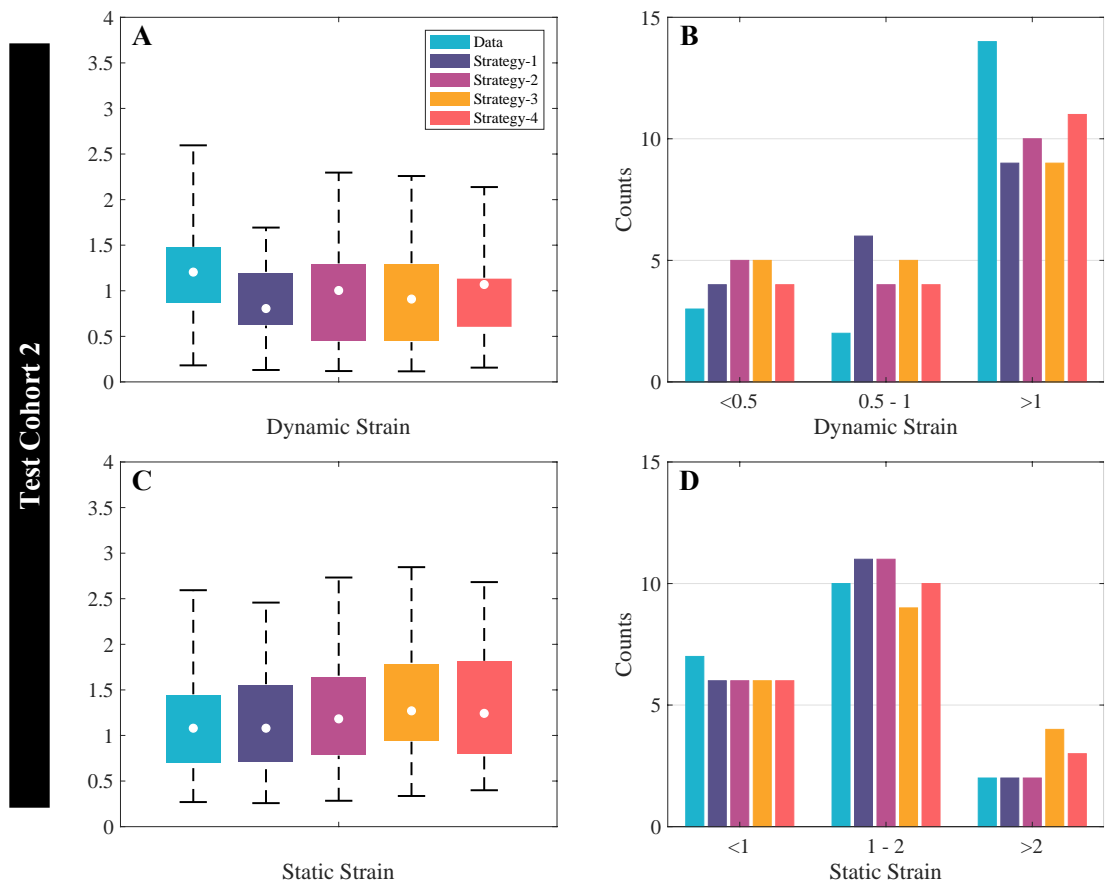 Test Cohort 2
A
4
3.5
3
2.5
2
1.5
1
0.5
0
Data
Strategy-1
Strategy-2
Strategy-3
Strategy-4
Dynamic Strain
B
15
10
5
0
Counts
<0.5
0.5 - 1
>1
Dynamic Strain
C
4
3.5
3
2.5
2
1.5
1
0.5
0
Static Strain
D
15
10
5
0
Counts
<1
1 - 2
>2
Static Strain